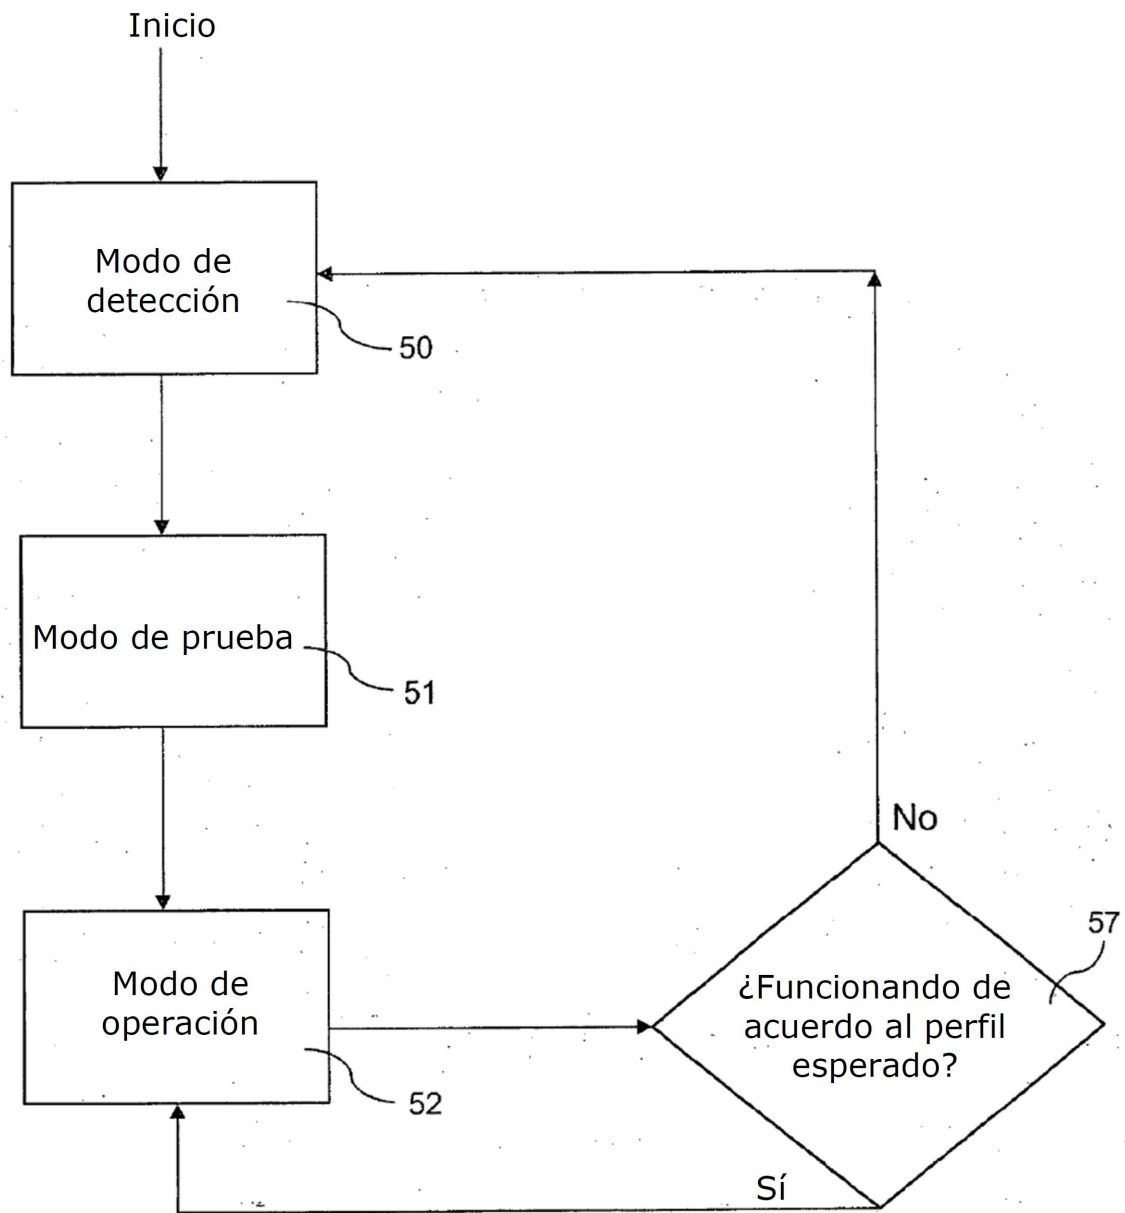 Inicio
Modo de
detección
50
Modo de prueba
51
No
57
Modo de
operación
52
¿Funcionando de
acuerdo al perfil
esperado?
Sí